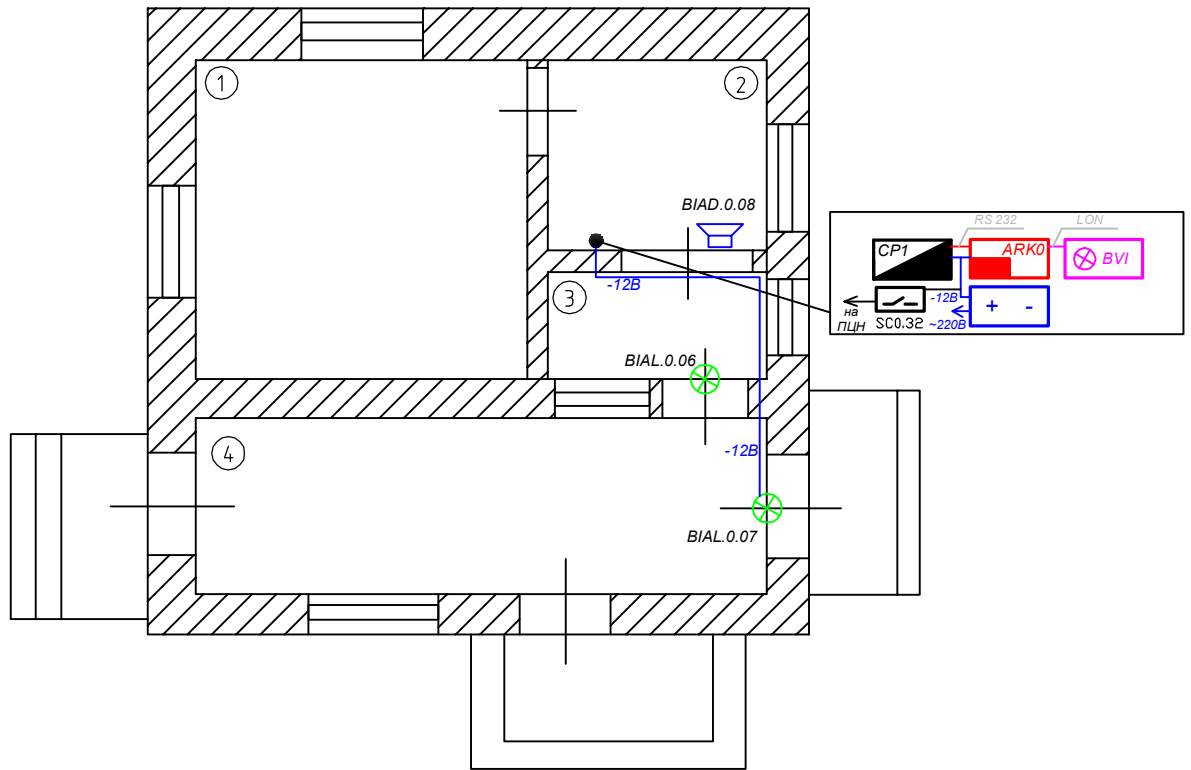 1
2
BIAD.0.08
RS 232
LON
CP1
ARK0
BVI
-12В
3
-12В
+ -
на
ПЦН
SC0.32
~220В
BIAL.0.06
4
-12В
BIAL.0.07